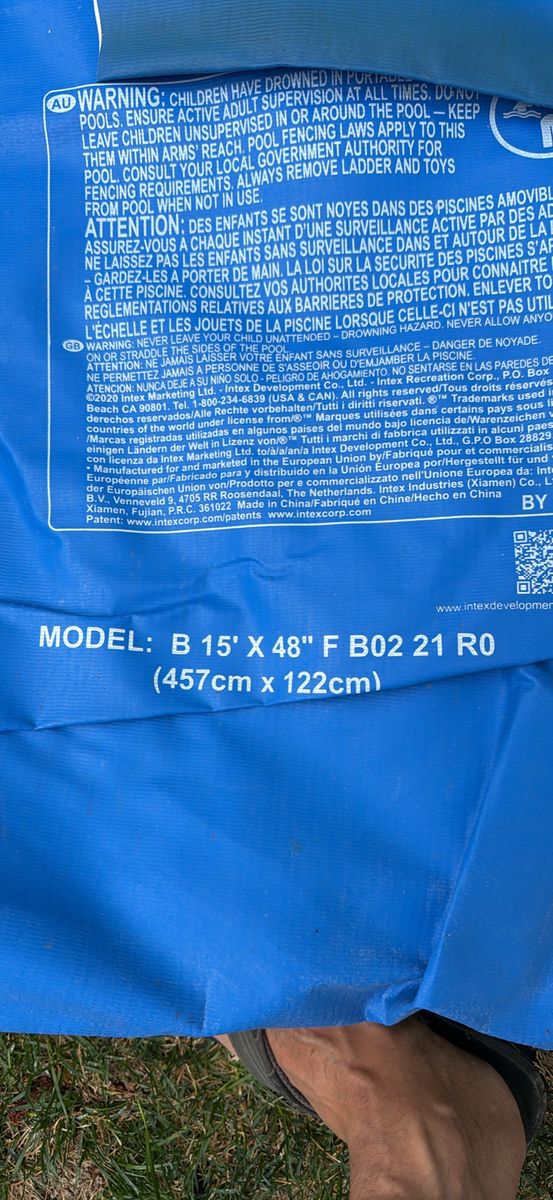 AU WARNING: CHILDREN HAVE DROWNED IN PORTABLE
POOLS. ENSURE ACTIVE ADULT SUPERVISION AT ALL TIMES. DO NOT
LEAVE CHILDREN UNSUPERVISED IN OR AROUND THE POOL – KEEP
THEM WITHIN ARMS' REACH. POOL FENCING LAWS APPLY TO THIS
POOL. CONSULT YOUR LOCAL GOVERNMENT AUTHORITY FOR
FENCING REQUIREMENTS. ALWAYS REMOVE LADDER AND TOYS
FROM POOL WHEN NOT IN USE.
ATTENTION: DES ENFANTS SE SONT NOYES DANS DES PISCINES AMOVIBL
ASSUREZ-VOUS A CHAQUE INSTANT D'UNE SURVEILLANCE ACTIVE PAR DES AD
NE LAISSEZ PAS LES ENFANTS SANS SURVEILLANCE DANS ET AUTOUR DE LA
– GARDEZ-LES A PORTER DE MAIN. LA LOI SUR LA SECURITE DES PISCINES S'A
À CETTE PISCINE. CONSULTEZ VOS AUTHORITES LOCALES POUR CONNAITRE
REGLEMENTATIONS RELATIVES AUX BARRIERES DE PROTECTION. ENLEVER TO
L'ÉCHELLE ET LES JOUETS DE LA PISCINE LORSQUE CELLE-CI N'EST PAS UTIL
GB WARNING: NEVER LEAVE YOUR CHILD UNATTENDED – DROWNING HAZARD. NEVER ALLOW ANYO
ON OR STRADDLE THE SIDES OF THE POOL.
ATTENTION: NE JAMAIS LAISSER VOTRE ENFANT SANS SURVEILLANCE – DANGER DE NOYADE.
NE PERMETTEZ JAMAIS A PERSONNE DE S'ASSEOIR OU D'EJAMBER LA PISCINE.
ATENCIÓN: NUNCA DEJE A SU NIÑO SOLO - PELIGRO DE AHOGAMIENTO. NO SENTARSE EN LAS PAREDES DE
©2020 Intex Marketing Ltd. - Intex Development Co., Ltd. - Intex Recreation Corp., P.O. Box
Beach CA 90801. Tel. 1-800-234-6839 (USA & CAN). All rights reserved/Tous droits réservés
derechos reservados/Alle Rechte vorbehalten/Tutti i diritti riservati. ®™ Trademarks used i
countries of the world under license from/®™ Marques utilisées dans certains pays sous li
/Marcas registradas utilizadas en algunos países del mundo bajo licencia de/Warenzeichen v
einigen Ländern der Welt in Lizenz von/®™ Tutti i marchi di fabbrica utilizzati in alcuni paes
con licenza da Intex Marketing Ltd. to/à/a/an/a Intex Development Co., Ltd., G.P.O Box 28829
• Manufactured for and marketed in the European Union by/Fabriqué pour et commercialis
Européenne par/Fabricado para y distribuido en la Unión Europea por/Hergestellt für und
der Europäischen Union von/Prodotto per e commercializzato nell'Unione Europea da: Int
B.V., Venneveld 9, 4705 RR Roosendaal, The Netherlands. Intex Industries (Xiamen) Co., L
Xiamen, Fujian, P.R.C. 361022 Made in China/Fabriqué en Chine/Hecho en China
Patent: www.intexcorp.com/patents www.intexcorp.com
BY
www.intexdevelopmen
MODEL: B 15' X 48" F B02 21 R0
(457cm x 122cm)